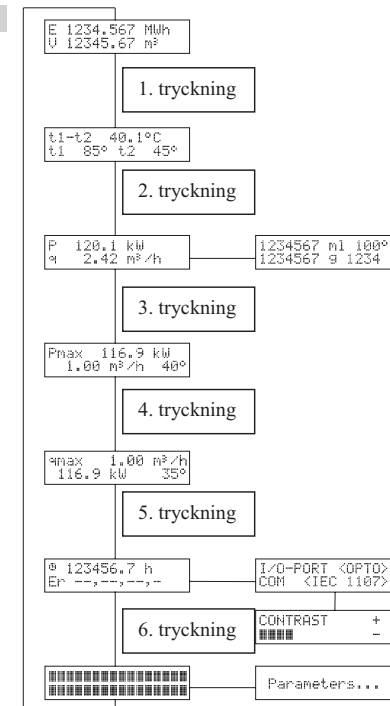 E 1234.567 MWh
V 12345.67 m³
1. tryckning
t1-t2 40.1°C
t1 85° t2 45°
2. tryckning
P 120.1 kW
q 2.42 m³/h
1234567 ml 100°
1234567 g 1234
3. tryckning
Pmax 116.9 kW
1.00 m³/h 40°
4. tryckning
qmax 1.00 m³/h
116.9 kW 35°
5. tryckning
123456.7 h
Er --,--,--,-
I/O-PORT <OPTO>
COM <IEC 1107>
6. tryckning
CONTRAST +
-
Parameters...